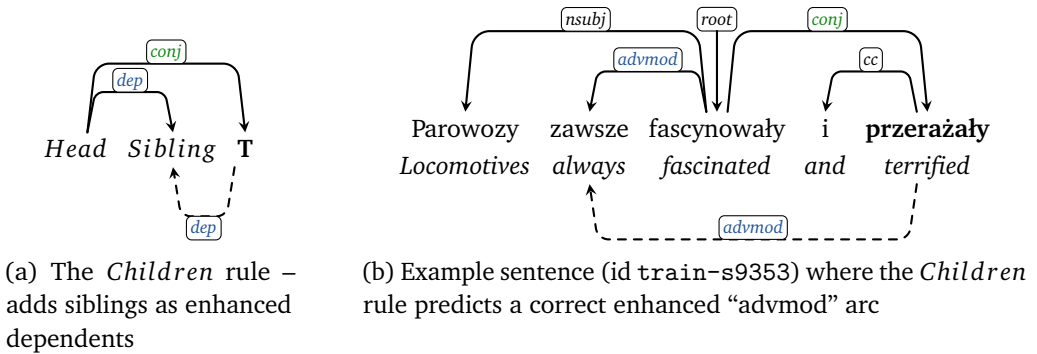 conj
dep
Head Sibling T
dep
(a) The Children rule –
adds siblings as enhanced
dependents
nsubj root conj
advmod cc
Parowozy zawsze fascynowały i przerażały
Locomotives always fascinated and terrified
advmod
(b) Example sentence (id train-s9353) where the Children
rule predicts a correct enhanced “advmod” arc